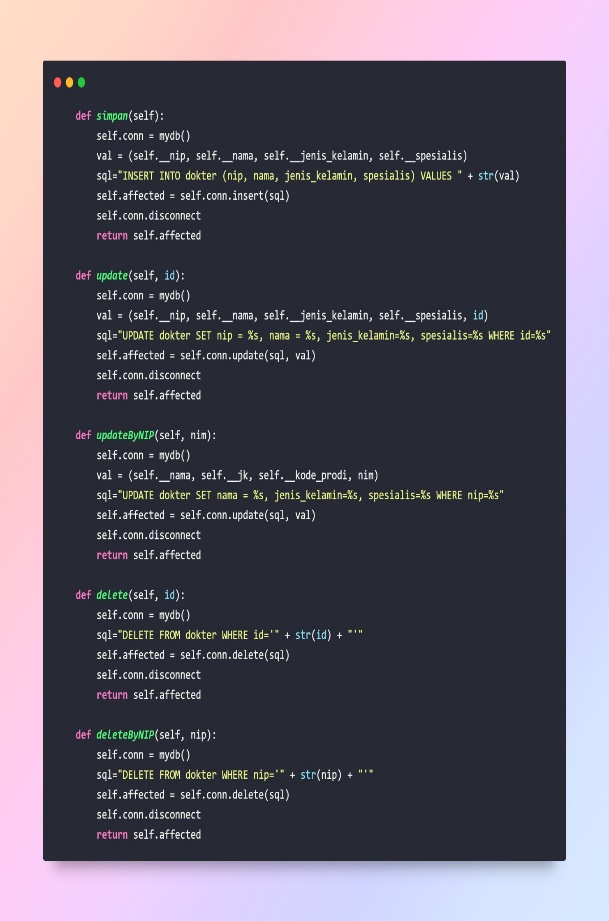 def simpan(self):
    self.conn = mydb()
    val = (self.__nip, self.__nama, self.__jenis_kelamin, self.__spesialis)
    sql="INSERT INTO dokter (nip, nama, jenis_kelamin, spesialis) VALUES " + str(val)
    self.affected = self.conn.insert(sql)
    self.conn.disconnect
    return self.affected

def update(self, id):
    self.conn = mydb()
    val = (self.__nip, self.__nama, self.__jenis_kelamin, self.__spesialis, id)
    sql="UPDATE dokter SET nip = %s, nama = %s, jenis_kelamin=%s, spesialis=%s WHERE id=%s"
    self.affected = self.conn.update(sql, val)
    self.conn.disconnect
    return self.affected

def updateByNIP(self, nim):
    self.conn = mydb()
    val = (self.__nama, self.__jk, self.__kode_prodi, nim)
    sql="UPDATE dokter SET nama = %s, jenis_kelamin=%s, spesialis=%s WHERE nip=%s"
    self.affected = self.conn.update(sql, val)
    self.conn.disconnect
    return self.affected

def delete(self, id):
    self.conn = mydb()
    sql="DELETE FROM dokter WHERE id='" + str(id) + "'"
    self.affected = self.conn.delete(sql)
    self.conn.disconnect
    return self.affected

def deleteByNIP(self, nip):
    self.conn = mydb()
    sql="DELETE FROM dokter WHERE nip='" + str(nip) + "'"
    self.affected = self.conn.delete(sql)
    self.conn.disconnect
    return self.affected